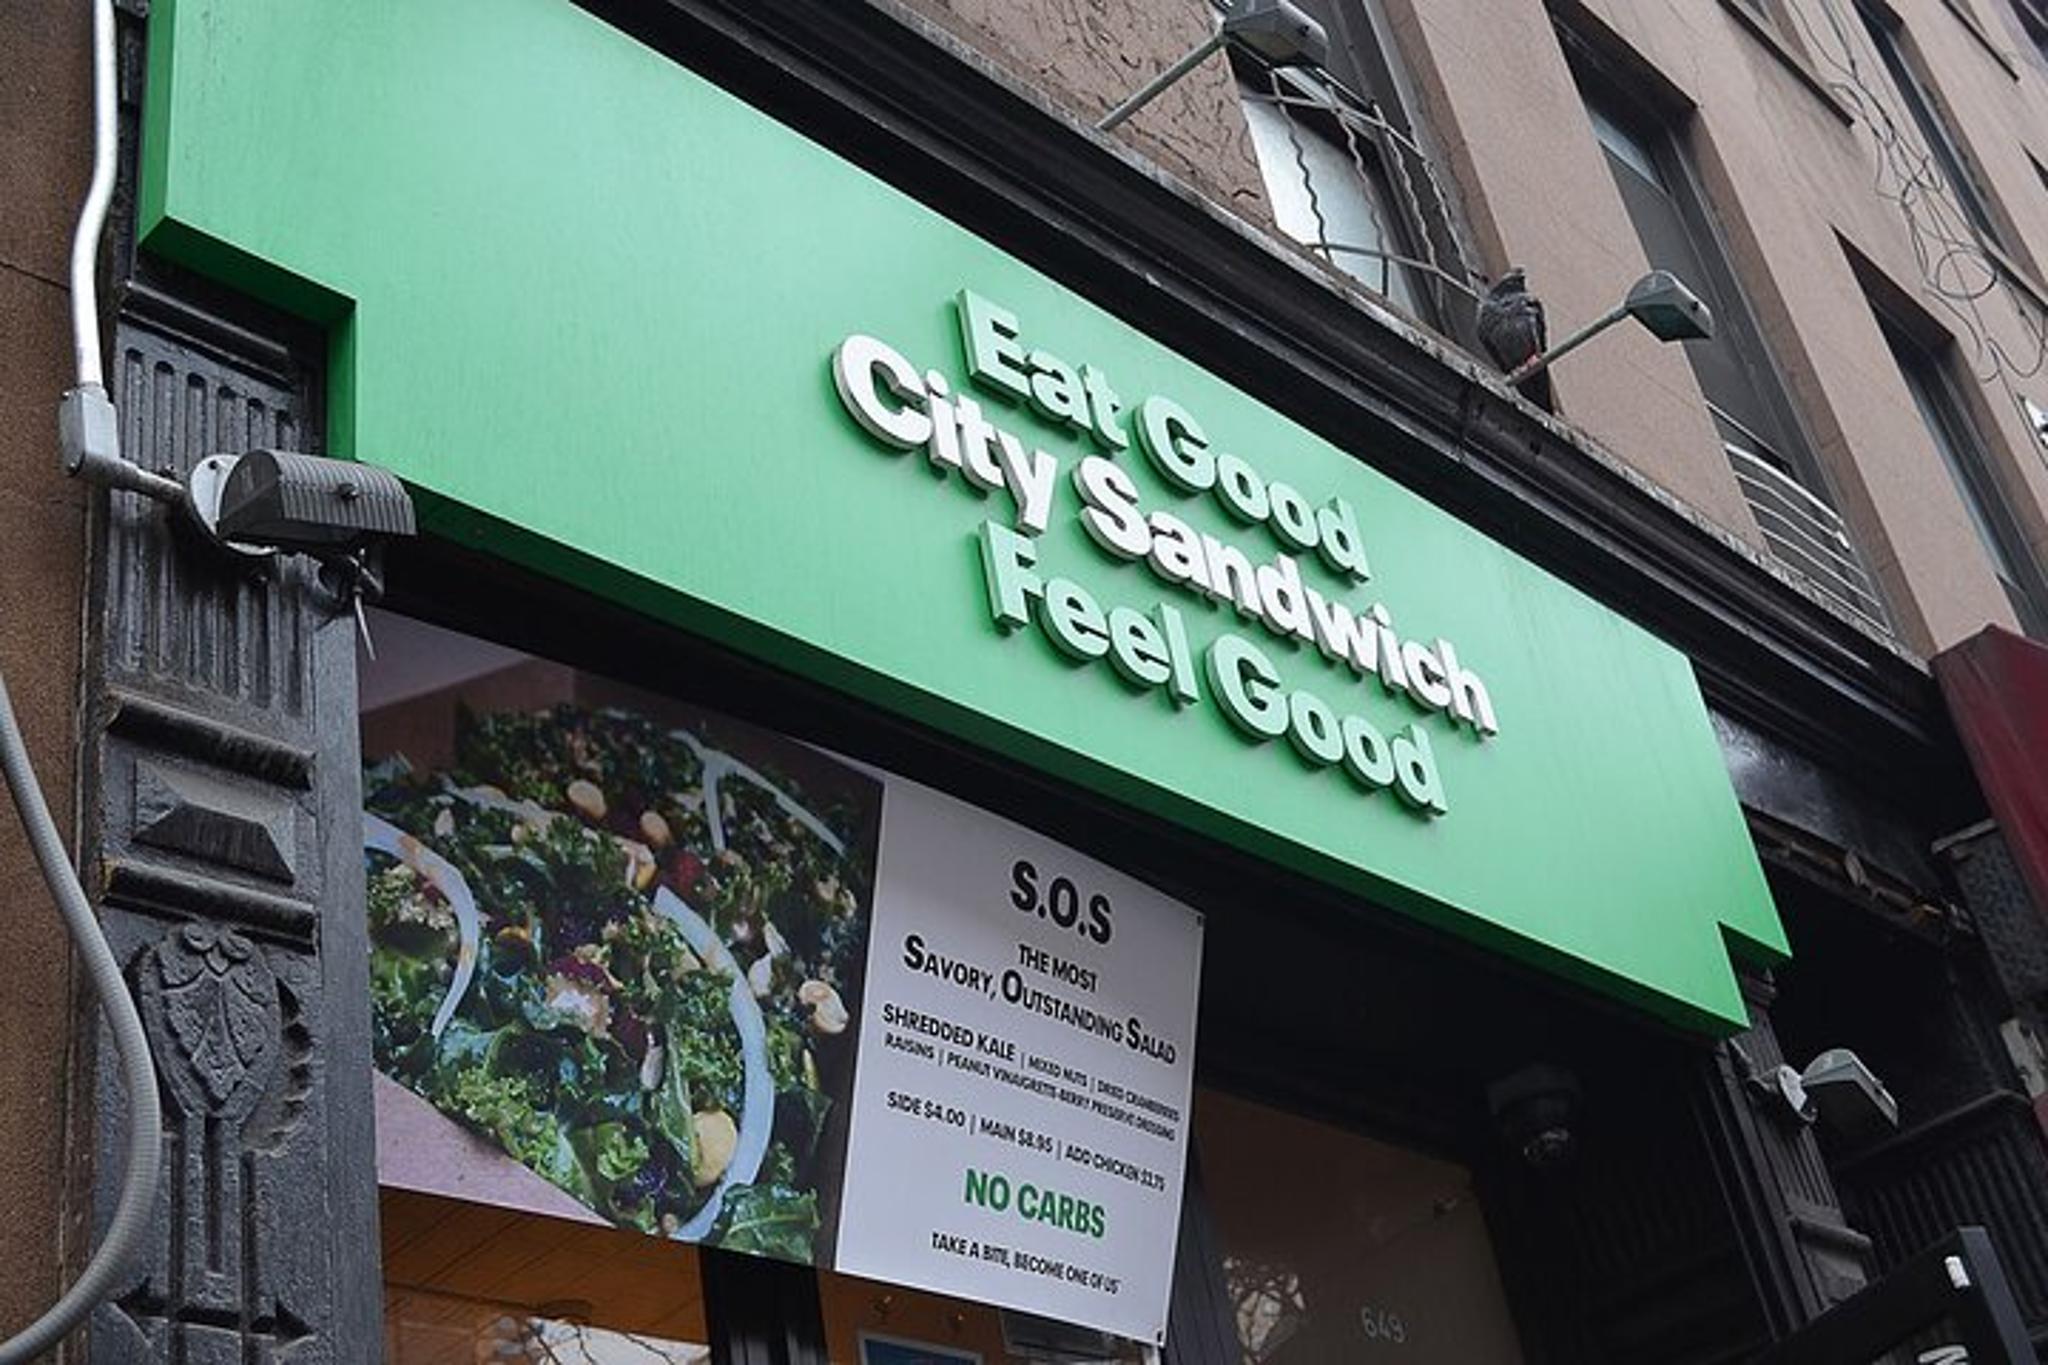 Eat Good
City Sandwich
Feel Good
S.O.S
THE MOST
SAVORY, OUTSTANDING SALAD
SHREDDED KALE | MIXED NUTS | DRIED CRANBERRIES
RAISINS | PEANUT VINAIGRETTE-BERRY PRESERVE DRESSING
SIDE $4.00 | MAIN $8.95 | ADD CHICKEN $3.75
NO CARBS
TAKE A BITE, BECOME ONE OF US
649